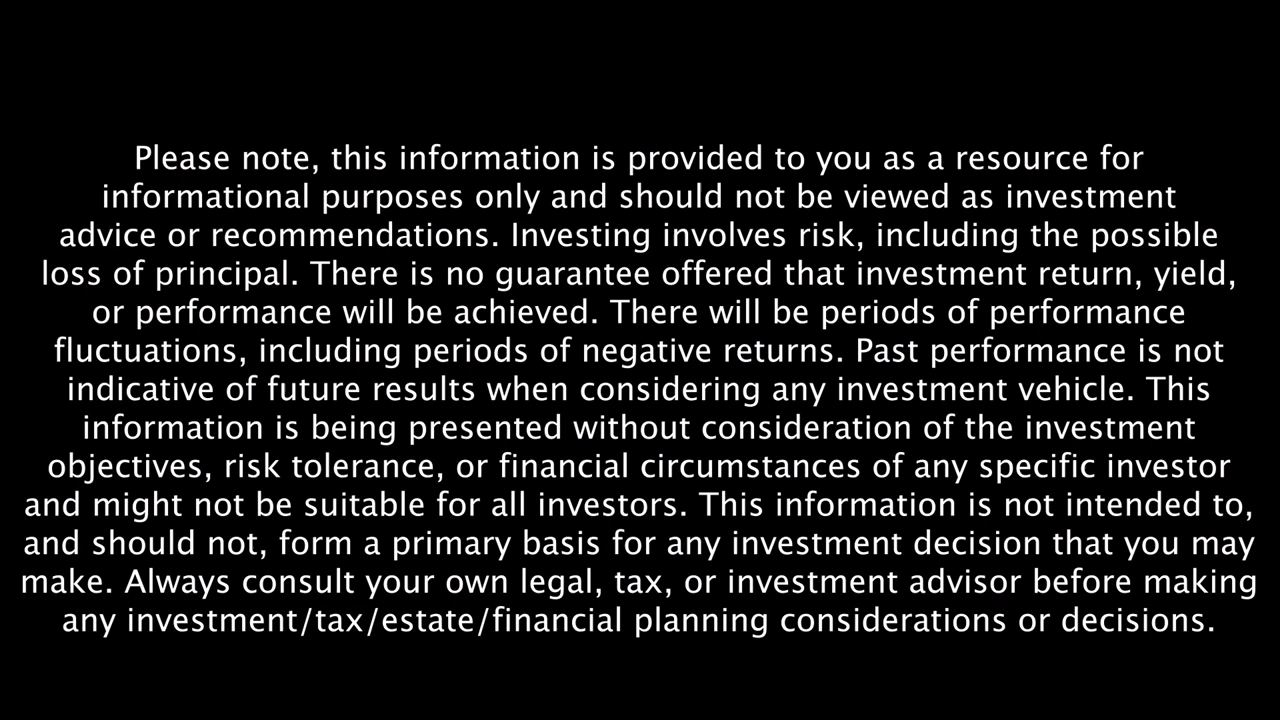 Please note, this information is provided to you as a resource for
informational purposes only and should not be viewed as investment
advice or recommendations. Investing involves risk, including the possible
loss of principal. There is no guarantee offered that investment return, yield,
or performance will be achieved. There will be periods of performance
fluctuations, including periods of negative returns. Past performance is not
indicative of future results when considering any investment vehicle. This
information is being presented without consideration of the investment
objectives, risk tolerance, or financial circumstances of any specific investor
and might not be suitable for all investors. This information is not intended to,
and should not, form a primary basis for any investment decision that you may
make. Always consult your own legal, tax, or investment advisor before making
any investment/tax/estate/financial planning considerations or decisions.